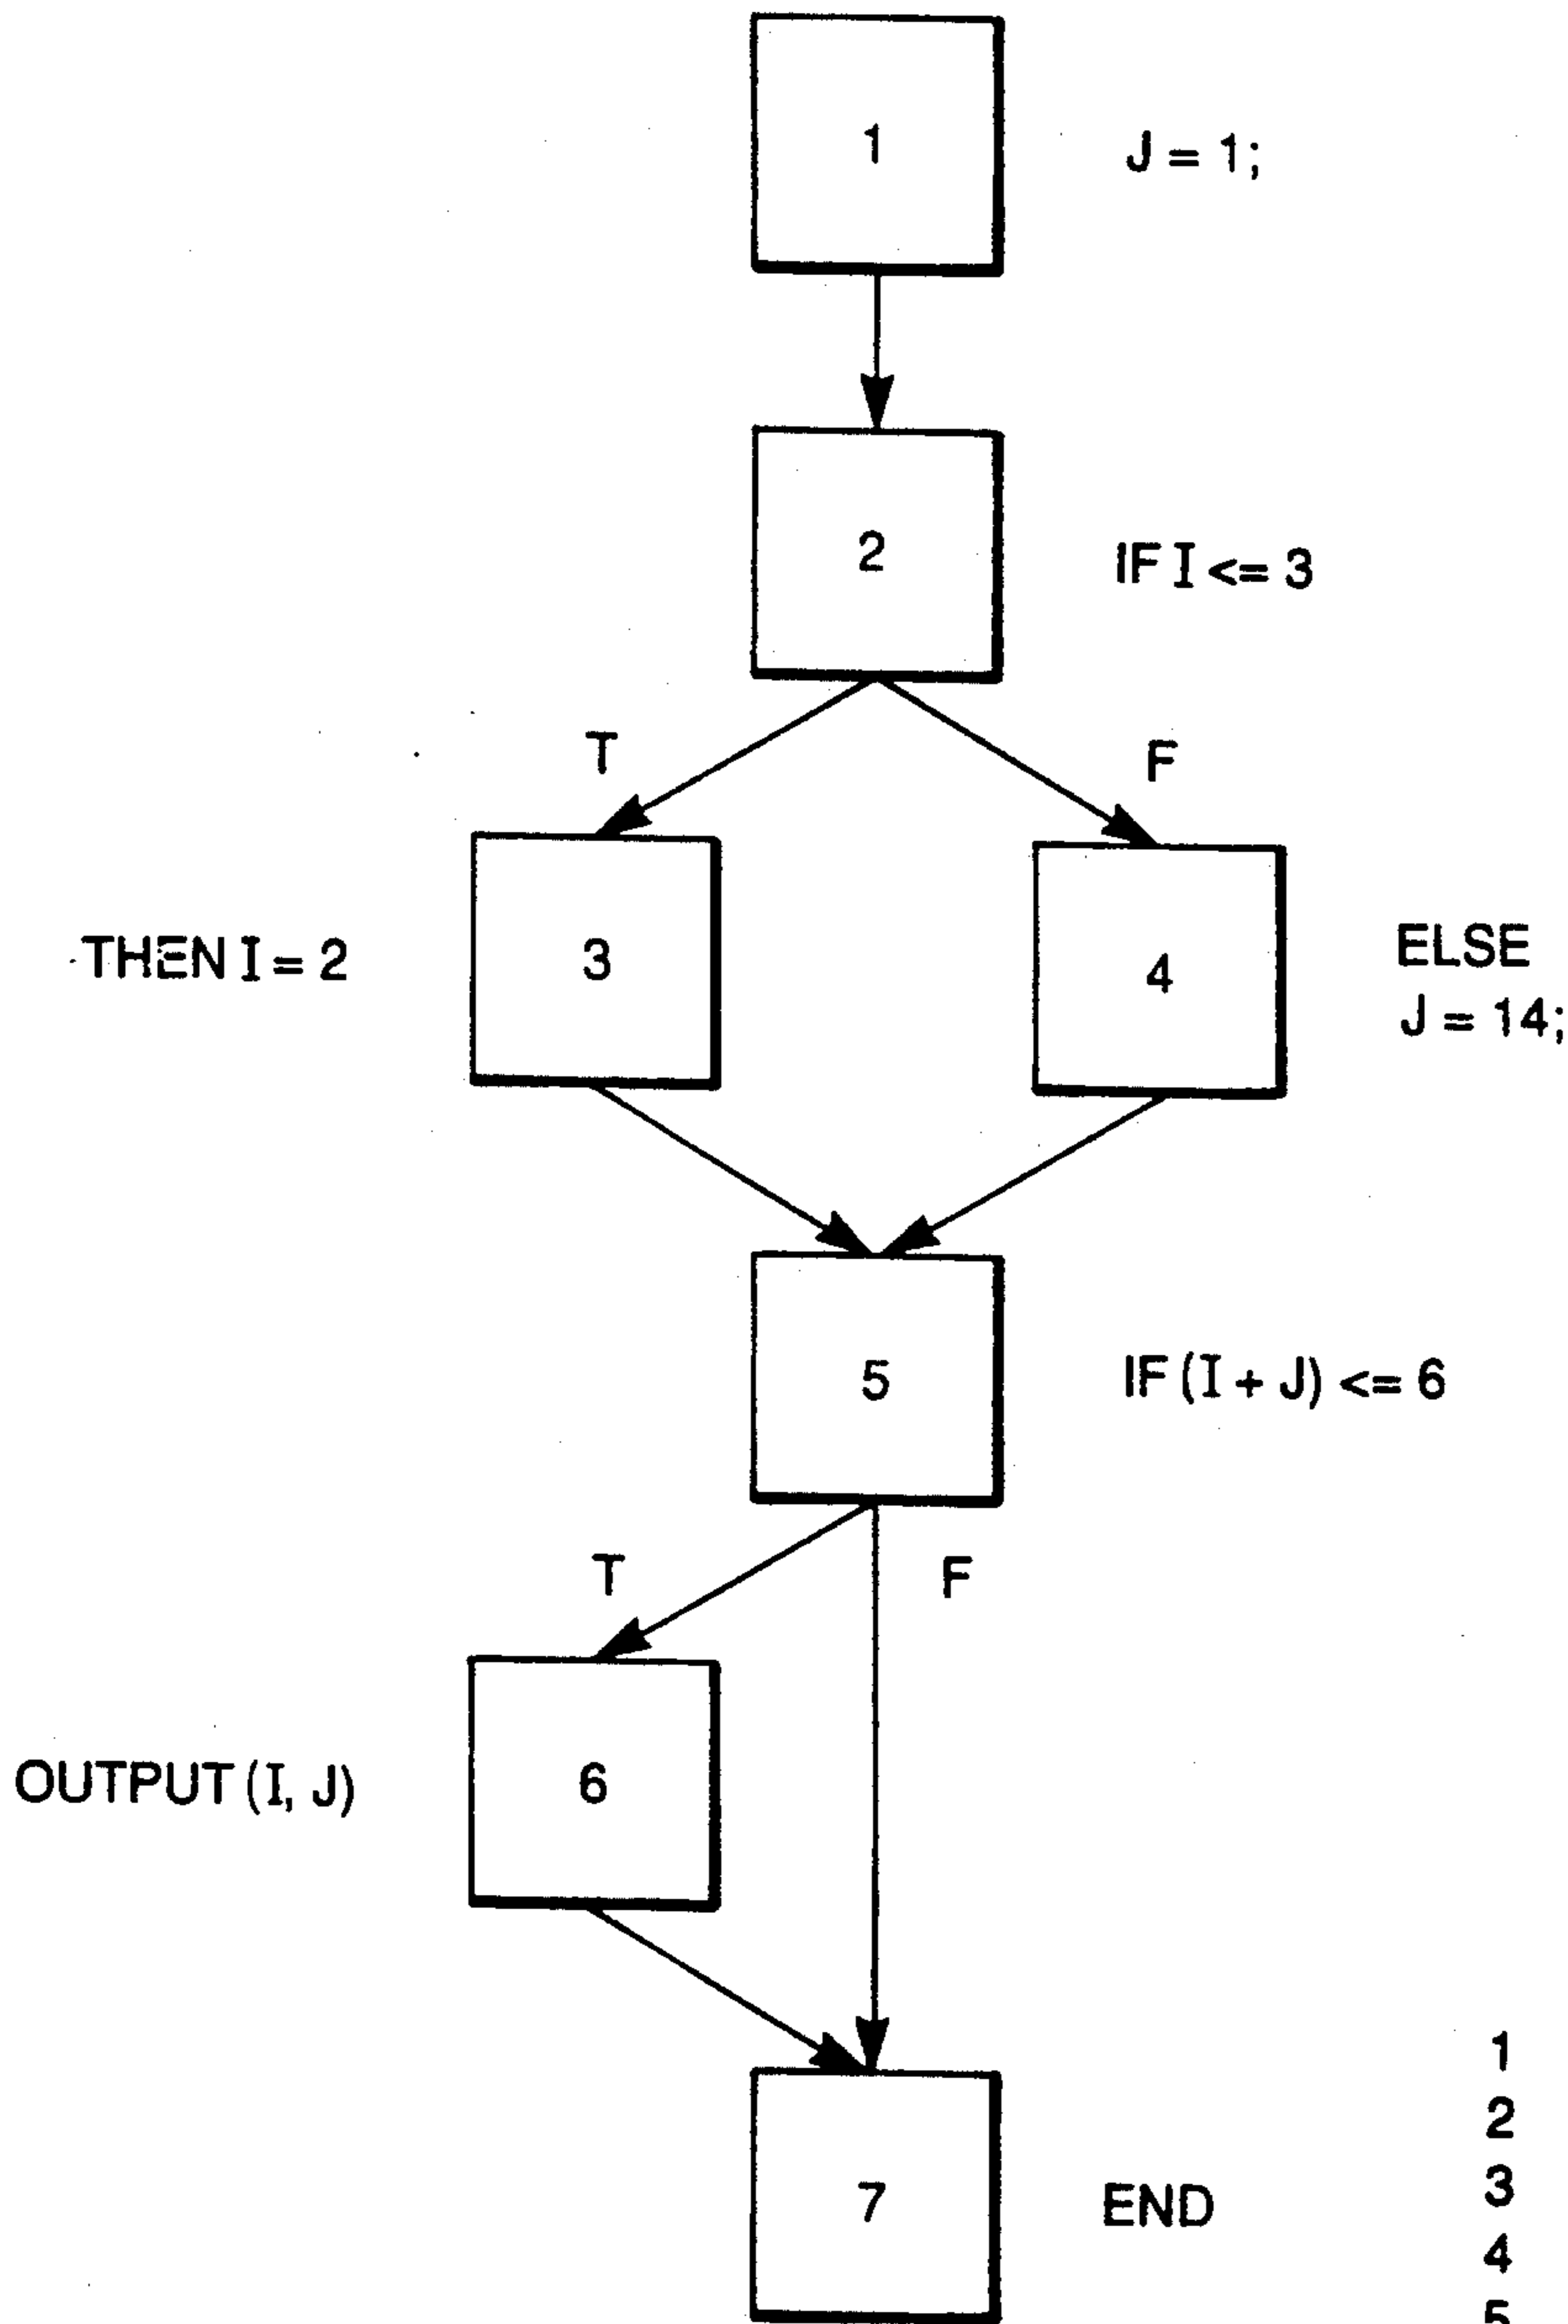 1
J = 1;
2
IF I <= 3
T
F
THEN I = 2
3
4
ELSE
J = 14;
5
IF (I + J) <= 6
T
F
OUTPUT (I, J)
6
7
END
1
2
3
4
5